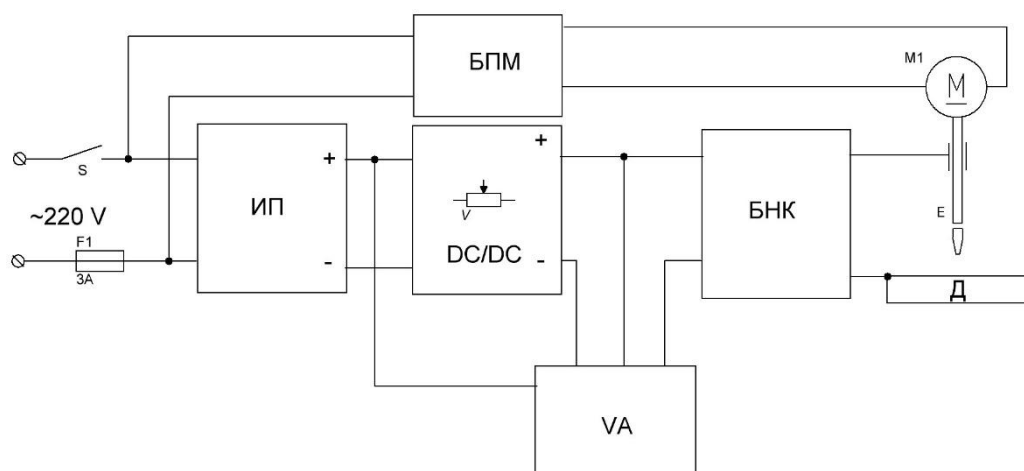 БПМ
M1
M
S
ИП
+
-
+
V
DC/DC
-
БНК
E
~220 V
F1
3A
Д
VA